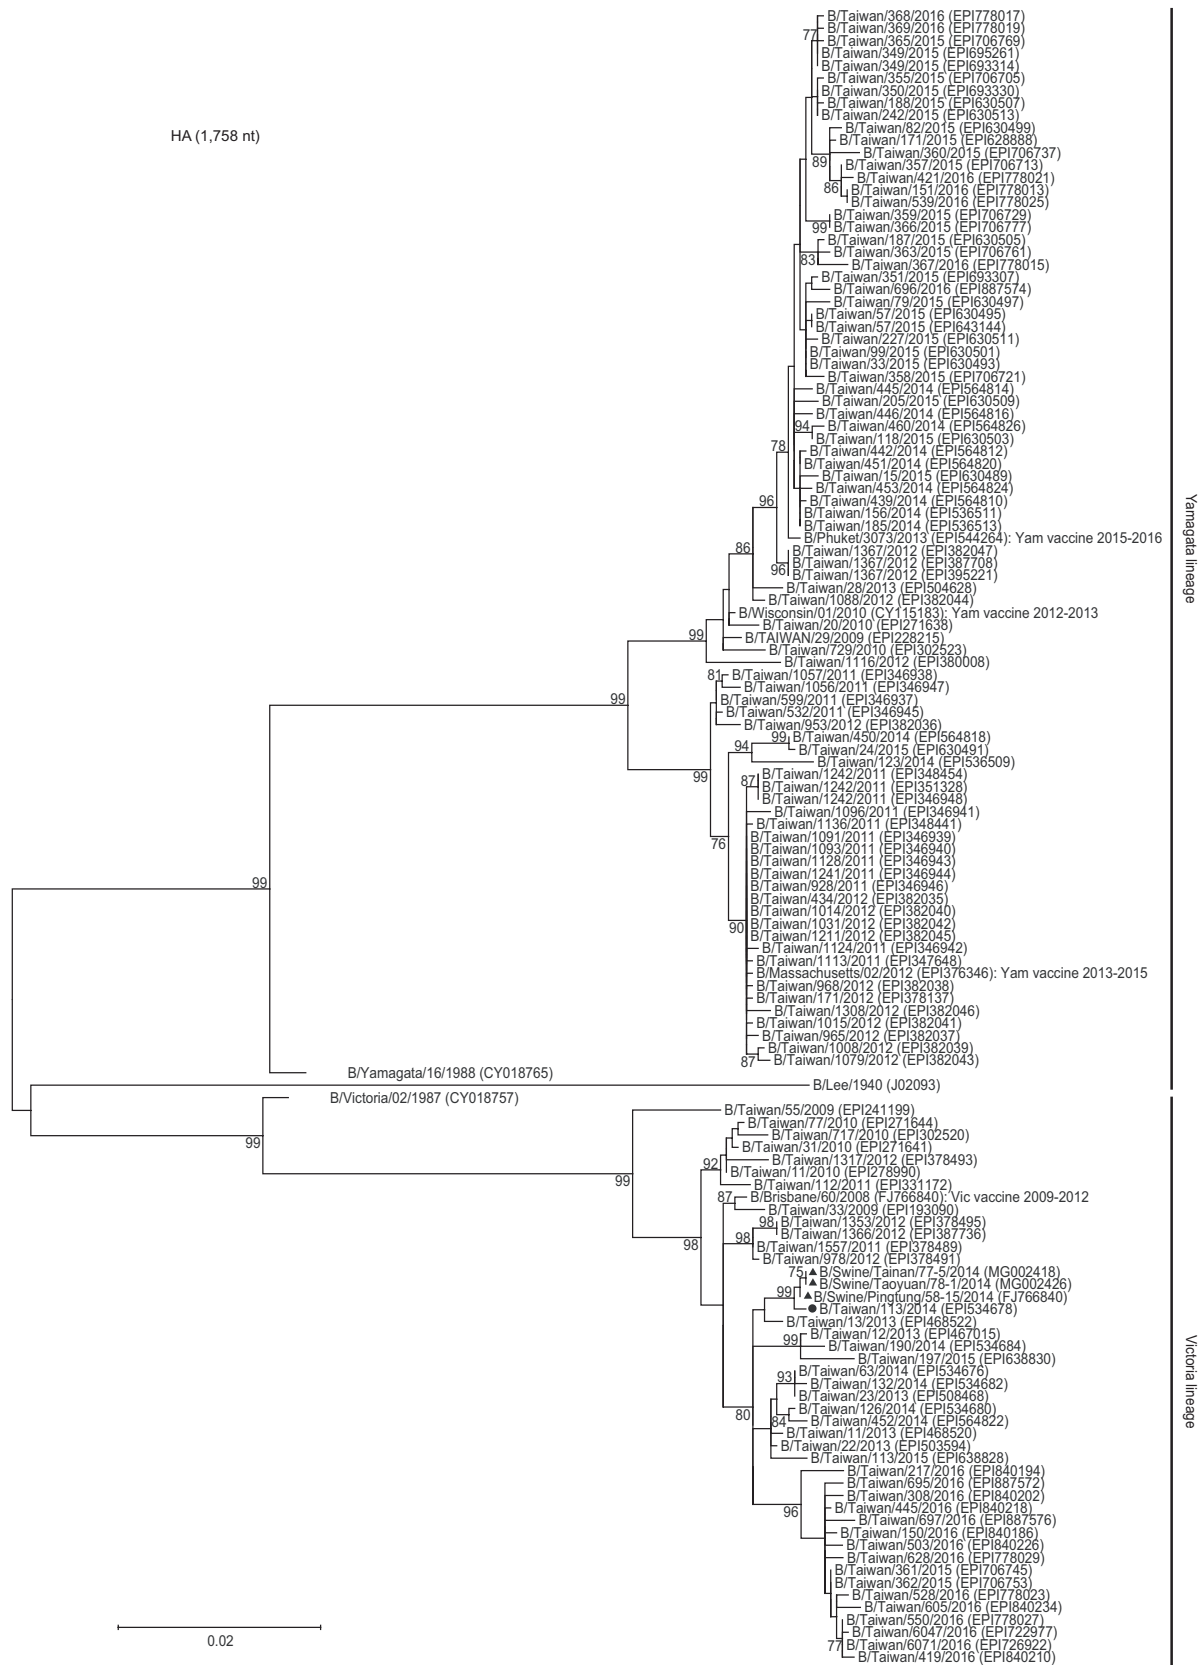 HA (1,758 nt)
77
B/Taiwan/368/2016 (EPI778017)
B/Taiwan/369/2016 (EPI778019)
B/Taiwan/365/2015 (EPI706769)
B/Taiwan/349/2015 (EPI695261)
B/Taiwan/349/2015 (EPI693314)
B/Taiwan/355/2015 (EPI706705)
B/Taiwan/350/2015 (EPI693330)
B/Taiwan/188/2015 (EPI630507)
B/Taiwan/242/2015 (EPI630513)
B/Taiwan/82/2015 (EPI630499)
B/Taiwan/171/2015 (EPI628888)
89
B/Taiwan/360/2015 (EPI706737)
B/Taiwan/357/2015 (EPI706713)
B/Taiwan/421/2016 (EPI778021)
86
B/Taiwan/151/2016 (EPI778013)
B/Taiwan/539/2016 (EPI778025)
B/Taiwan/359/2015 (EPI706729)
99
B/Taiwan/366/2015 (EPI706777)
B/Taiwan/187/2015 (EPI630505)
B/Taiwan/363/2015 (EPI706761)
83
B/Taiwan/367/2016 (EPI778015)
B/Taiwan/351/2015 (EPI693307)
B/Taiwan/696/2016 (EPI887574)
B/Taiwan/79/2015 (EPI630497)
B/Taiwan/57/2015 (EPI630495)
B/Taiwan/57/2015 (EPI643144)
B/Taiwan/227/2015 (EPI630511)
B/Taiwan/99/2015 (EPI630501)
B/Taiwan/33/2015 (EPI630493)
B/Taiwan/358/2015 (EPI706721)
B/Taiwan/445/2014 (EPI564814)
B/Taiwan/205/2015 (EPI630509)
B/Taiwan/446/2014 (EPI564816)
94
B/Taiwan/460/2014 (EPI564826)
B/Taiwan/118/2015 (EPI630503)
78
B/Taiwan/442/2014 (EPI564812)
B/Taiwan/451/2014 (EPI564820)
B/Taiwan/15/2015 (EPI630489)
B/Taiwan/453/2014 (EPI564824)
96
B/Taiwan/439/2014 (EPI564810)
B/Taiwan/156/2014 (EPI536511)
B/Taiwan/185/2014 (EPI536513)
B/Phuket/3073/2013 (EPI544264): Yam vaccine 2015-2016
86
B/Taiwan/1367/2012 (EPI382047)
B/Taiwan/1367/2012 (EPI387708)
96
B/Taiwan/1367/2012 (EPI395221)
B/Taiwan/28/2013 (EPI504628)
B/Taiwan/1088/2012 (EPI382044)
B/Wisconsin/01/2010 (CY115183): Yam vaccine 2012-2013
B/Taiwan/20/2010 (EPI271638)
99
B/TAIWAN/29/2009 (EPI228215)
B/Taiwan/729/2010 (EPI302523)
B/Taiwan/1116/2012 (EPI380008)
81
B/Taiwan/1057/2011 (EPI346938)
B/Taiwan/1056/2011 (EPI346947)
99
B/Taiwan/599/2011 (EPI346937)
B/Taiwan/532/2011 (EPI346945)
B/Taiwan/953/2012 (EPI382036)
99
B/Taiwan/450/2014 (EPI564818)
94
B/Taiwan/24/2015 (EPI630491)
B/Taiwan/123/2014 (EPI536509)
99
87
B/Taiwan/1242/2011 (EPI348454)
B/Taiwan/1242/2011 (EPI351328)
B/Taiwan/1242/2011 (EPI346948)
B/Taiwan/1096/2011 (EPI346941)
B/Taiwan/1136/2011 (EPI348441)
76
B/Taiwan/1091/2011 (EPI346939)
B/Taiwan/1093/2011 (EPI346940)
B/Taiwan/1128/2011 (EPI346943)
B/Taiwan/1241/2011 (EPI346944)
99
B/Taiwan/928/2011 (EPI346946)
B/Taiwan/434/2012 (EPI382035)
B/Taiwan/1014/2012 (EPI382040)
90
B/Taiwan/1031/2012 (EPI382042)
B/Taiwan/1211/2012 (EPI382045)
B/Taiwan/1124/2011 (EPI346942)
B/Taiwan/1113/2011 (EPI347648)
B/Massachusetts/02/2012 (EPI376346): Yam vaccine 2013-2015
B/Taiwan/968/2012 (EPI382038)
B/Taiwan/171/2012 (EPI378137)
B/Taiwan/1308/2012 (EPI382046)
B/Taiwan/1015/2012 (EPI382041)
B/Taiwan/965/2012 (EPI382037)
B/Taiwan/1008/2012 (EPI382039)
87
B/Taiwan/1079/2012 (EPI382043)
B/Yamagata/16/1988 (CY018765)
Yamagata lineage
B/Lee/1940 (J02093)
B/Victoria/02/1987 (CY018757)
99
B/Taiwan/55/2009 (EPI241199)
B/Taiwan/77/2010 (EPI271644)
B/Taiwan/717/2010 (EPI302520)
B/Taiwan/31/2010 (EPI271641)
92
B/Taiwan/1317/2012 (EPI378493)
99
B/Taiwan/11/2010 (EPI278990)
B/Taiwan/112/2011 (EPI331172)
87
B/Brisbane/60/2008 (FJ766840): Vic vaccine 2009-2012
B/Taiwan/33/2009 (EPI193090)
98
B/Taiwan/1353/2012 (EPI378495)
B/Taiwan/1366/2012 (EPI387736)
98
98
B/Taiwan/1557/2011 (EPI378489)
B/Taiwan/978/2012 (EPI378491)
75
▲ B/Swine/Tainan/77-5/2014 (MG002418)
▲ B/Swine/Taoyuan/78-1/2014 (MG002426)
99
▲ B/Swine/Pingtung/58-15/2014 (FJ766840)
● B/Taiwan/113/2014 (EPI534678)
B/Taiwan/13/2013 (EPI468522)
B/Taiwan/12/2013 (EPI467015)
99
B/Taiwan/190/2014 (EPI534684)
B/Taiwan/197/2015 (EPI638830)
B/Taiwan/63/2014 (EPI534676)
93
B/Taiwan/132/2014 (EPI534682)
B/Taiwan/23/2013 (EPI508468)
80
B/Taiwan/126/2014 (EPI534680)
84
B/Taiwan/452/2014 (EPI564822)
B/Taiwan/11/2013 (EPI468520)
B/Taiwan/22/2013 (EPI503594)
B/Taiwan/113/2015 (EPI638828)
B/Taiwan/217/2016 (EPI840194)
B/Taiwan/695/2016 (EPI887572)
B/Taiwan/308/2016 (EPI840202)
96
B/Taiwan/445/2016 (EPI840218)
B/Taiwan/697/2016 (EPI887576)
B/Taiwan/150/2016 (EPI840186)
B/Taiwan/503/2016 (EPI840226)
B/Taiwan/628/2016 (EPI778029)
B/Taiwan/361/2015 (EPI706745)
B/Taiwan/362/2015 (EPI706753)
B/Taiwan/528/2016 (EPI778023)
B/Taiwan/605/2016 (EPI840234)
B/Taiwan/550/2016 (EPI778027)
B/Taiwan/6047/2016 (EPI722977)
77
B/Taiwan/6071/2016 (EPI726922)
B/Taiwan/419/2016 (EPI840210)
Victoria lineage
0.02